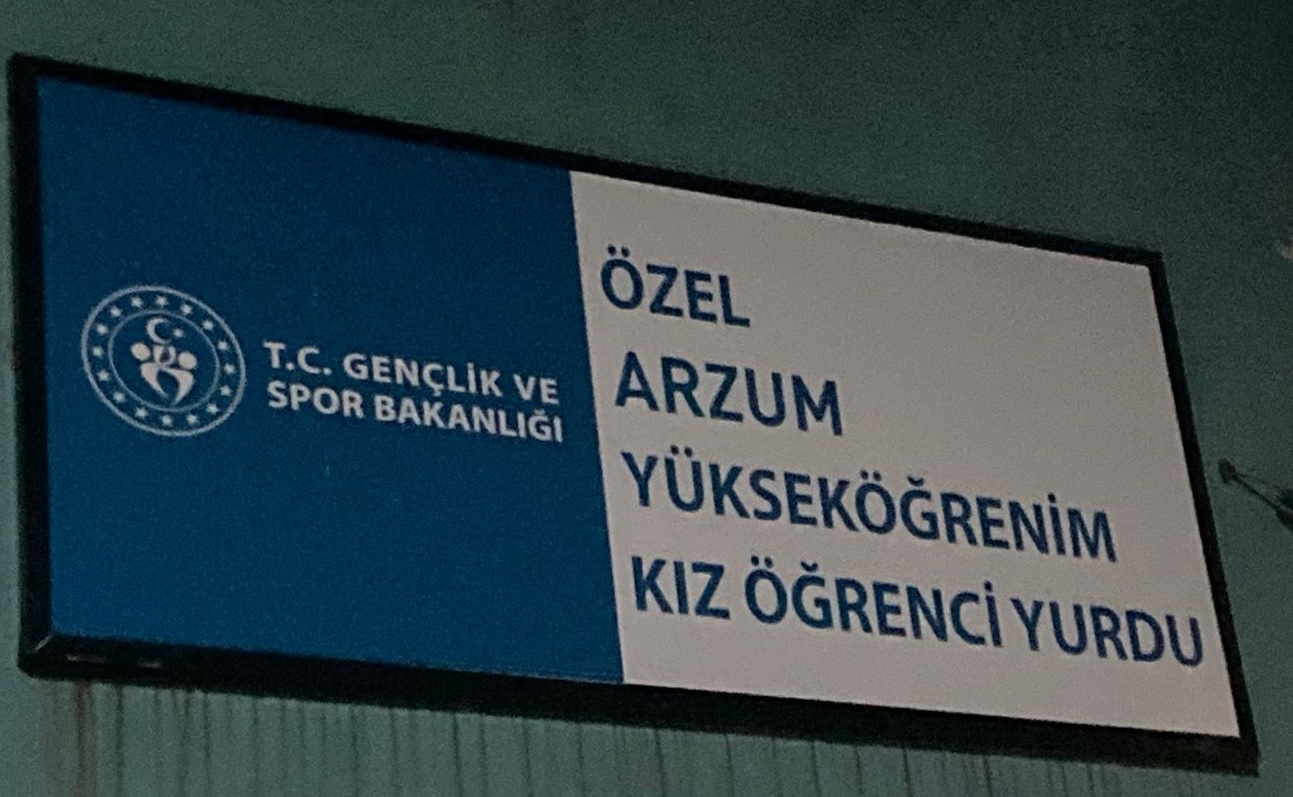 T.C. GENÇLİK VE
SPOR BAKANLIĞI
ÖZEL
ARZUM
YÜKSEKÖĞRENİM
KIZ ÖĞRENCİ YURDU